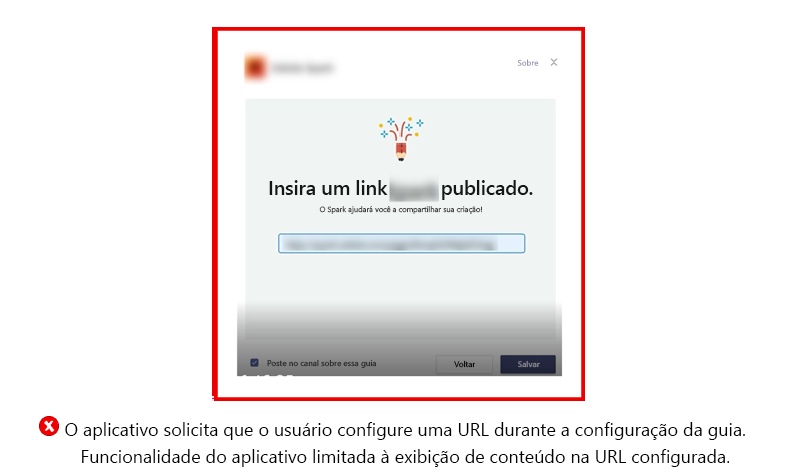 Sobre
Insira um link publicado.
O Spark ajudará você a compartilhar sua criação!
Poste no canal sobre essa guia
Voltar
Salvar
O aplicativo solicita que o usuário configure uma URL durante a configuração da guia.
Funcionalidade do aplicativo limitada à exibição de conteúdo na URL configurada.